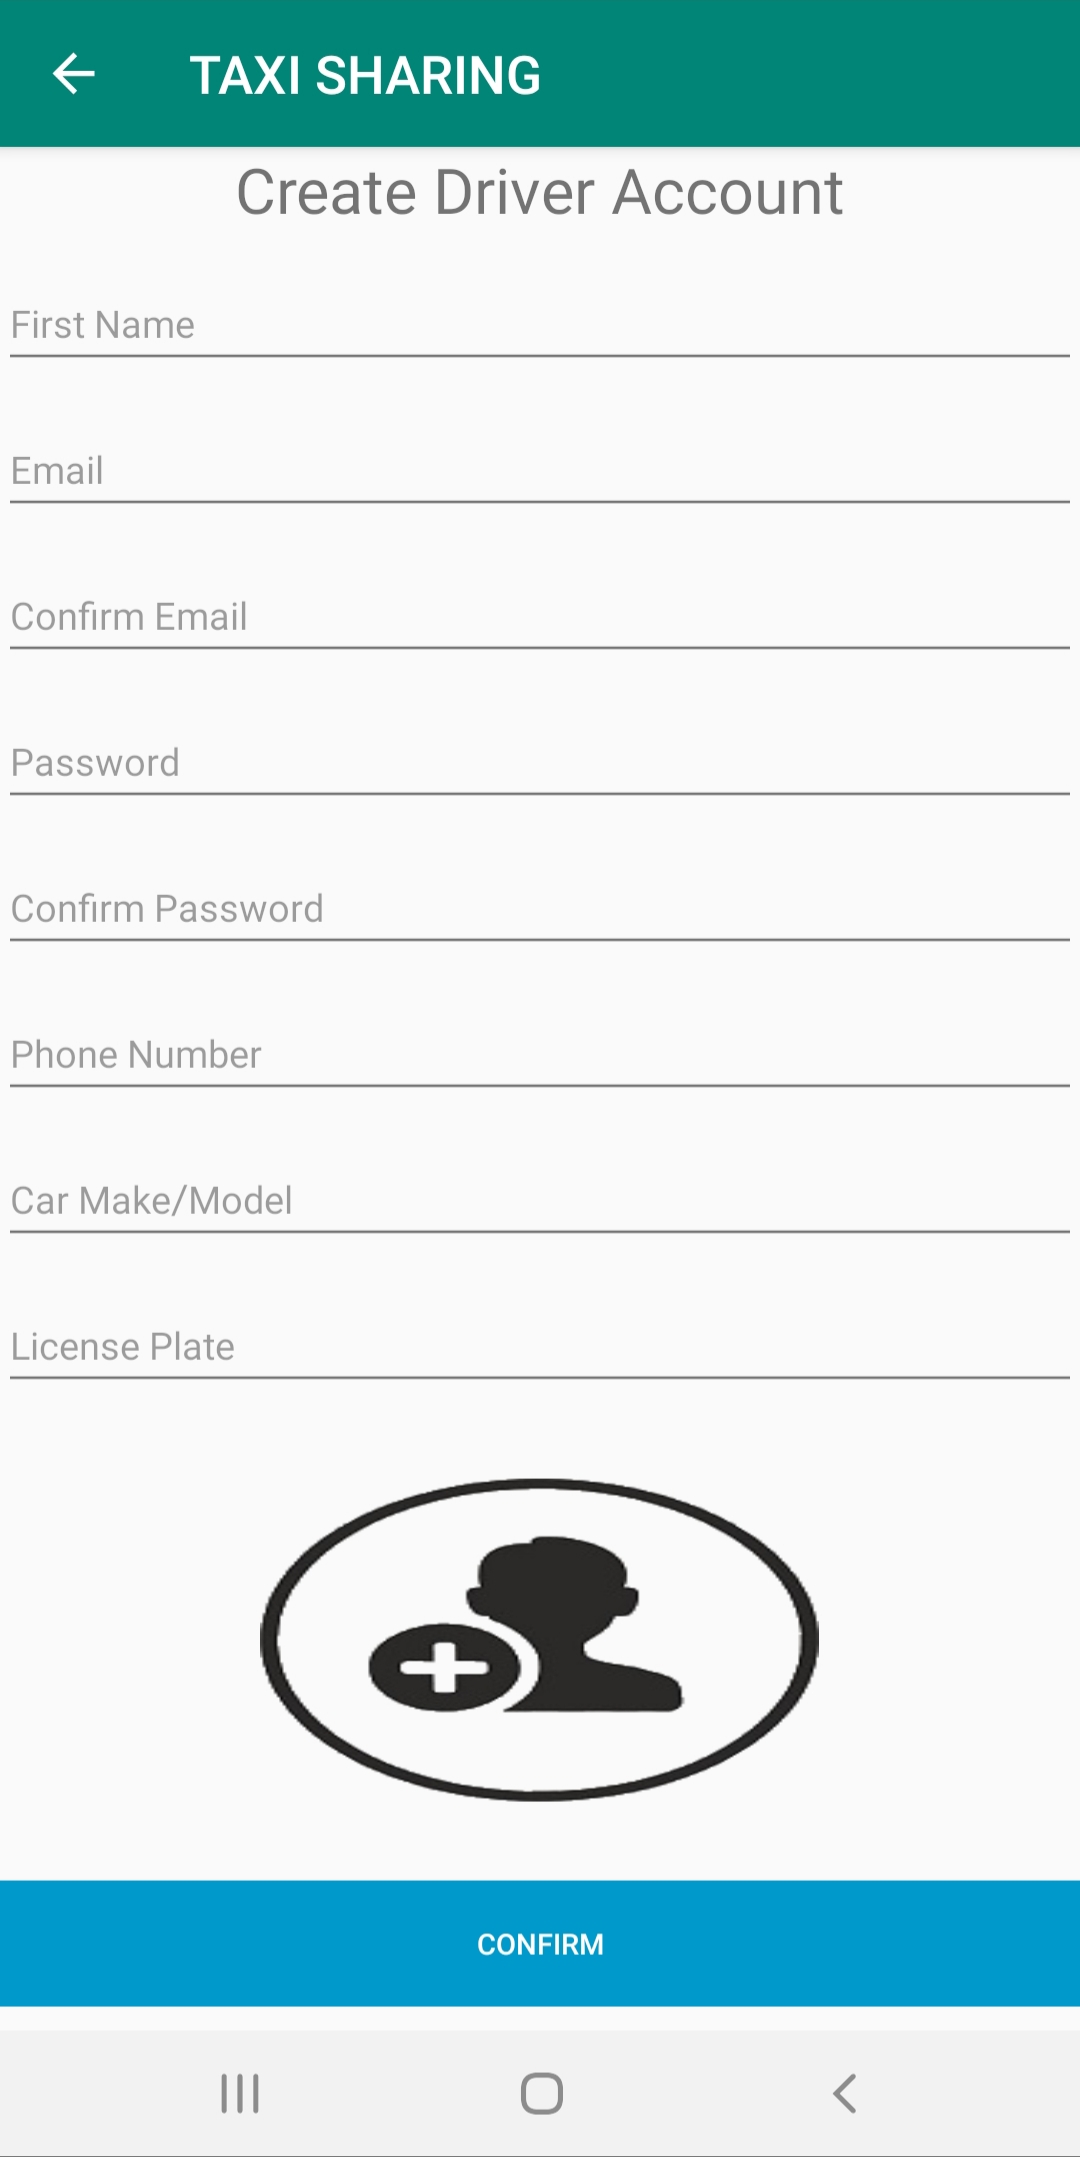 TAXI SHARING
Create Driver Account
First Name
Email
Confirm Email
Password
Confirm Password
Phone Number
Car Make/Model
License Plate
CONFIRM